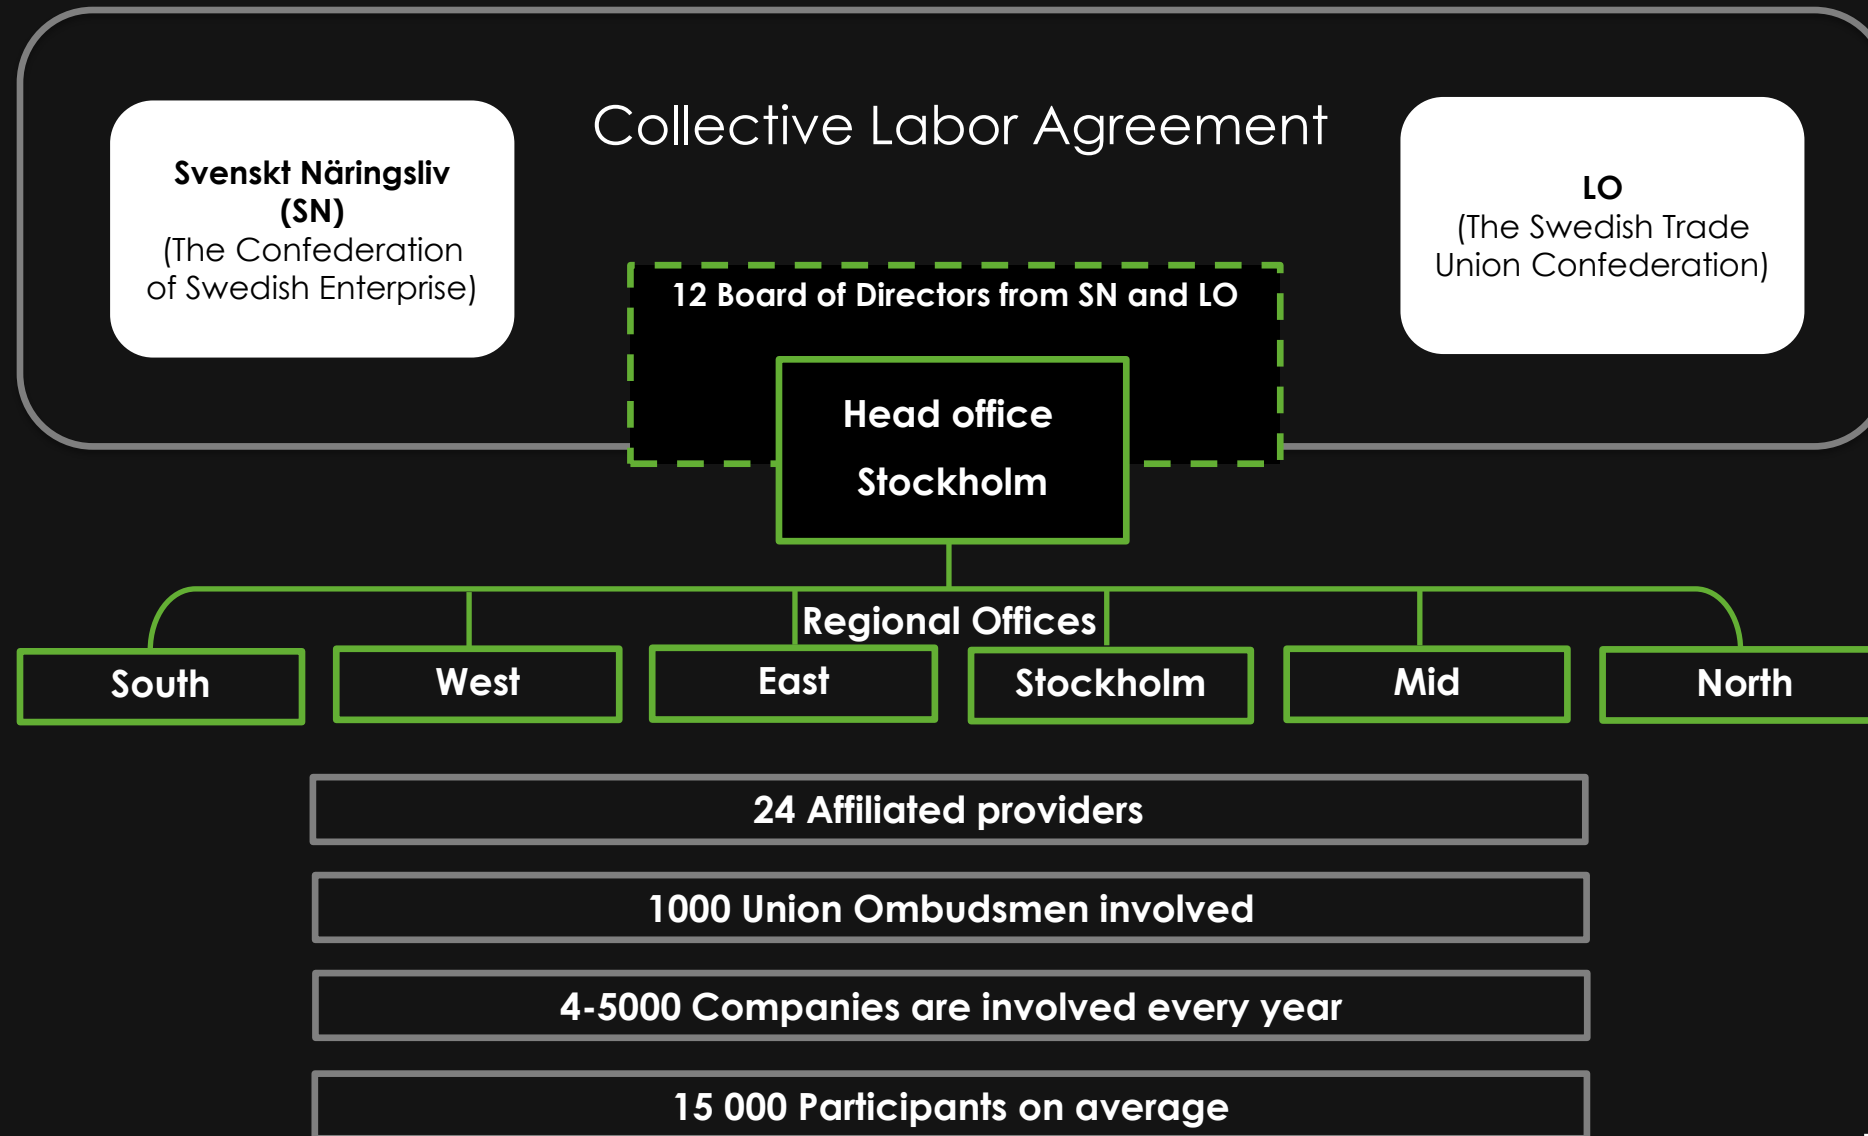 Collective Labor Agreement
Svenskt Näringsliv
(SN)
(The Confederation
of Swedish Enterprise)
LO
(The Swedish Trade
Union Confederation)
12 Board of Directors from SN and LO
Head office
Stockholm
Regional Offices
South
West
East
Stockholm
Mid
North
24 Affiliated providers
1000 Union Ombudsmen involved
4-5000 Companies are involved every year
15 000 Participants on average